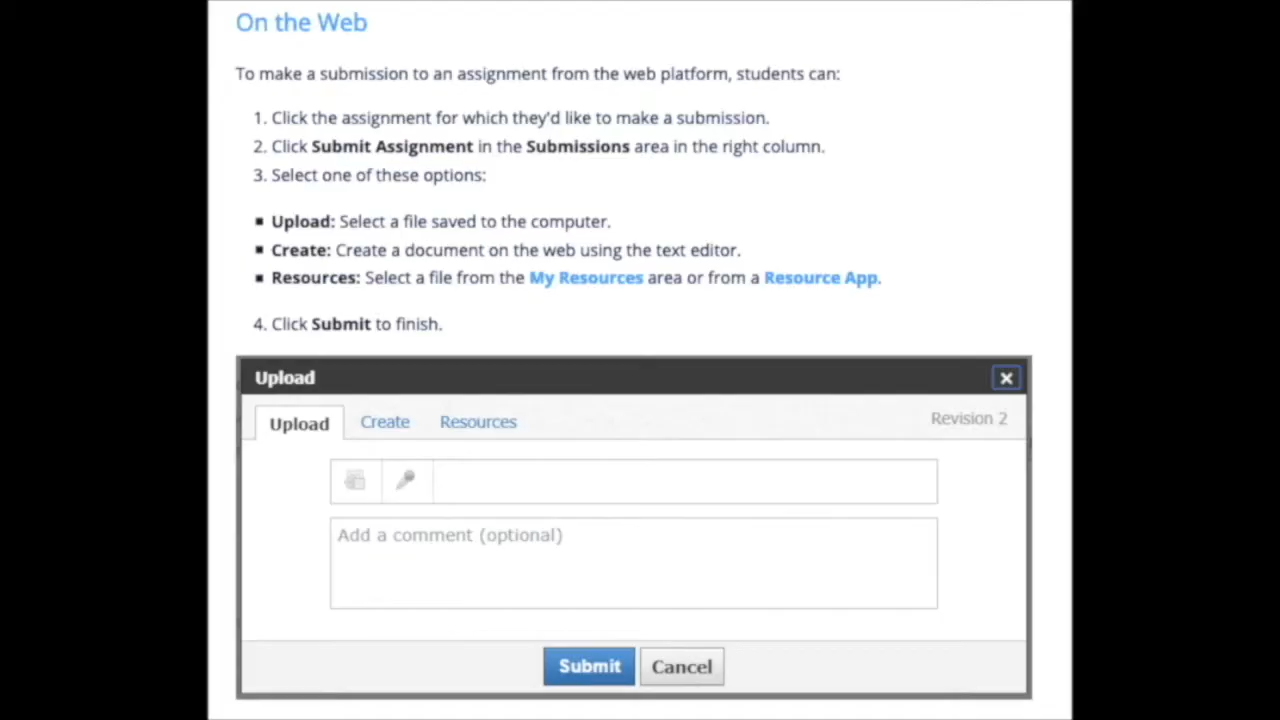 On the Web
To make a submission to an assignment from the web platform, students can:
1. Click the assignment for which they'd like to make a submission.
2. Click Submit Assignment in the Submissions area in the right column.
3. Select one of these options:
▪ Upload: Select a file saved to the computer.
▪ Create: Create a document on the web using the text editor.
▪ Resources: Select a file from the My Resources area or from a Resource App.
4. Click Submit to finish.
Upload
Upload Create Resources Revision 2
Add a comment (optional)
Submit Cancel